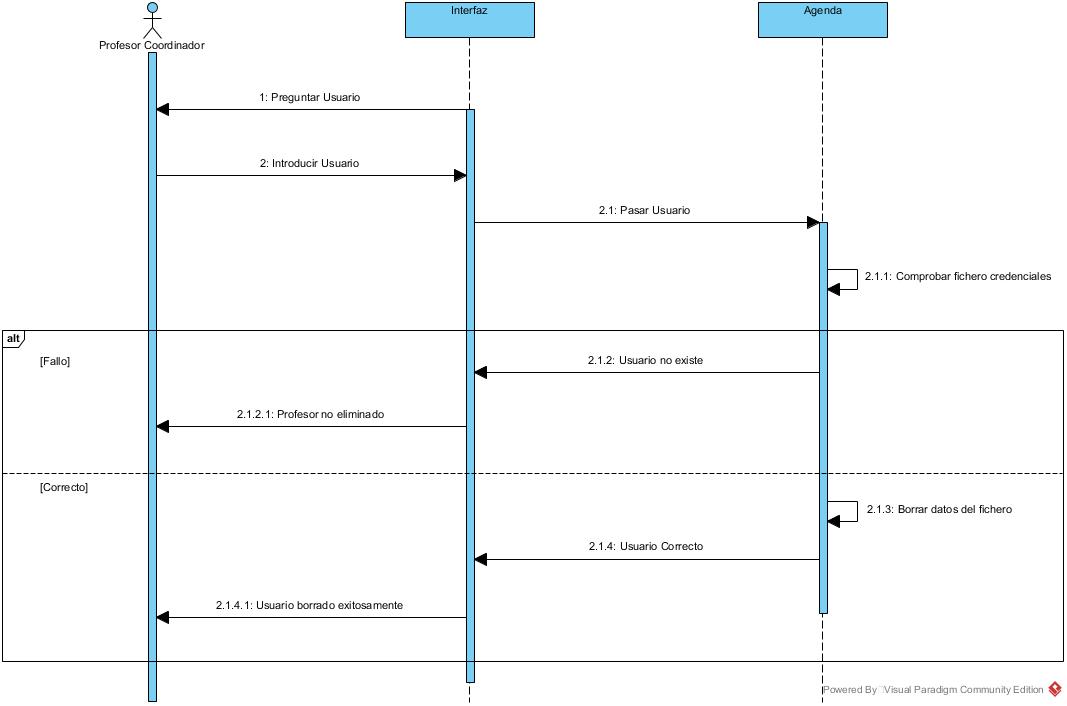 Interfaz
Agenda
Profesor Coordinador
1: Preguntar Usuario
2: Introducir Usuario
2.1: Pasar Usuario
2.1.1: Comprobar fichero credenciales
alt
[Fallo]
2.1.2: Usuario no existe
2.1.2.1: Profesor no eliminado
[Correcto]
2.1.3: Borrar datos del fichero
2.1.4: Usuario Correcto
2.1.4.1: Usuario borrado exitosamente
Powered By Visual Paradigm Community Edition